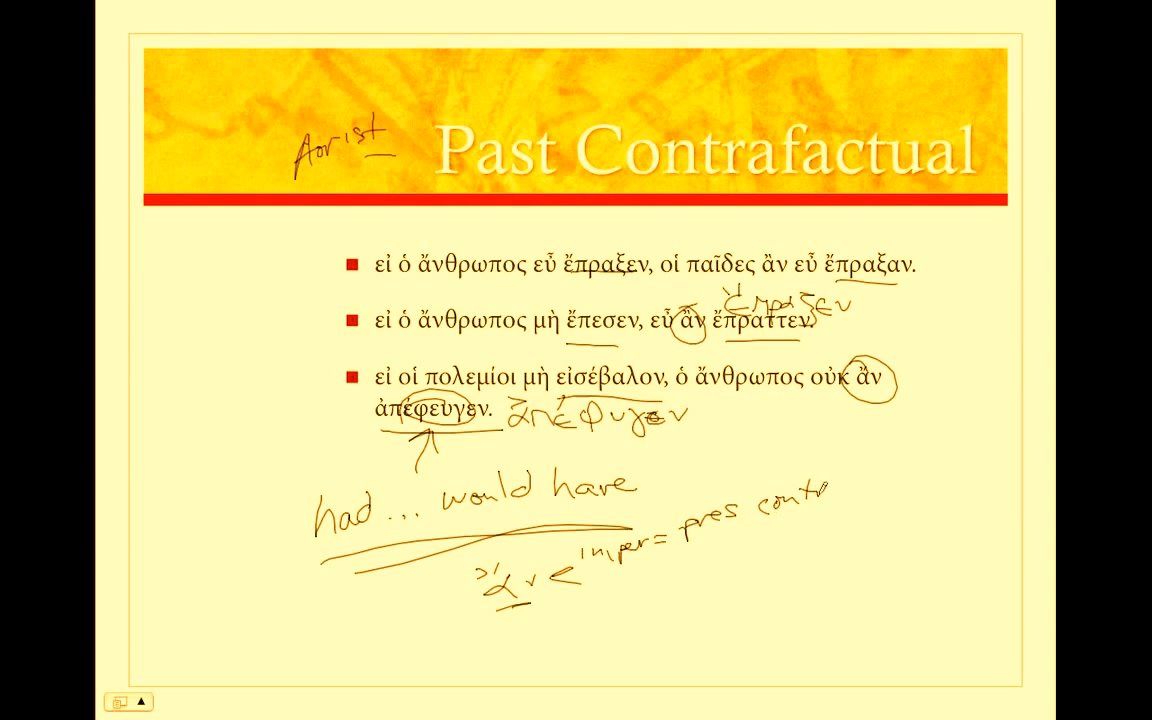 Aorist Past Contrafactual
εἰ ὁ ἄνθρωπος εὖ ἔπραξεν, οἱ παῖδες ἂν εὖ ἔπραξαν.
ἔπραξεν
εἰ ὁ ἄνθρωπος μὴ ἔπεσεν, εὖ ἂν ἔπραττεν.
εἰ οἱ πολεμίοι μὴ εἰσέβαλον, ὁ ἄνθρωπος οὐκ ἂν
ἀπέφευγεν. ἀπέφυγεν
had ... would have
ἄν < imper = pres contr